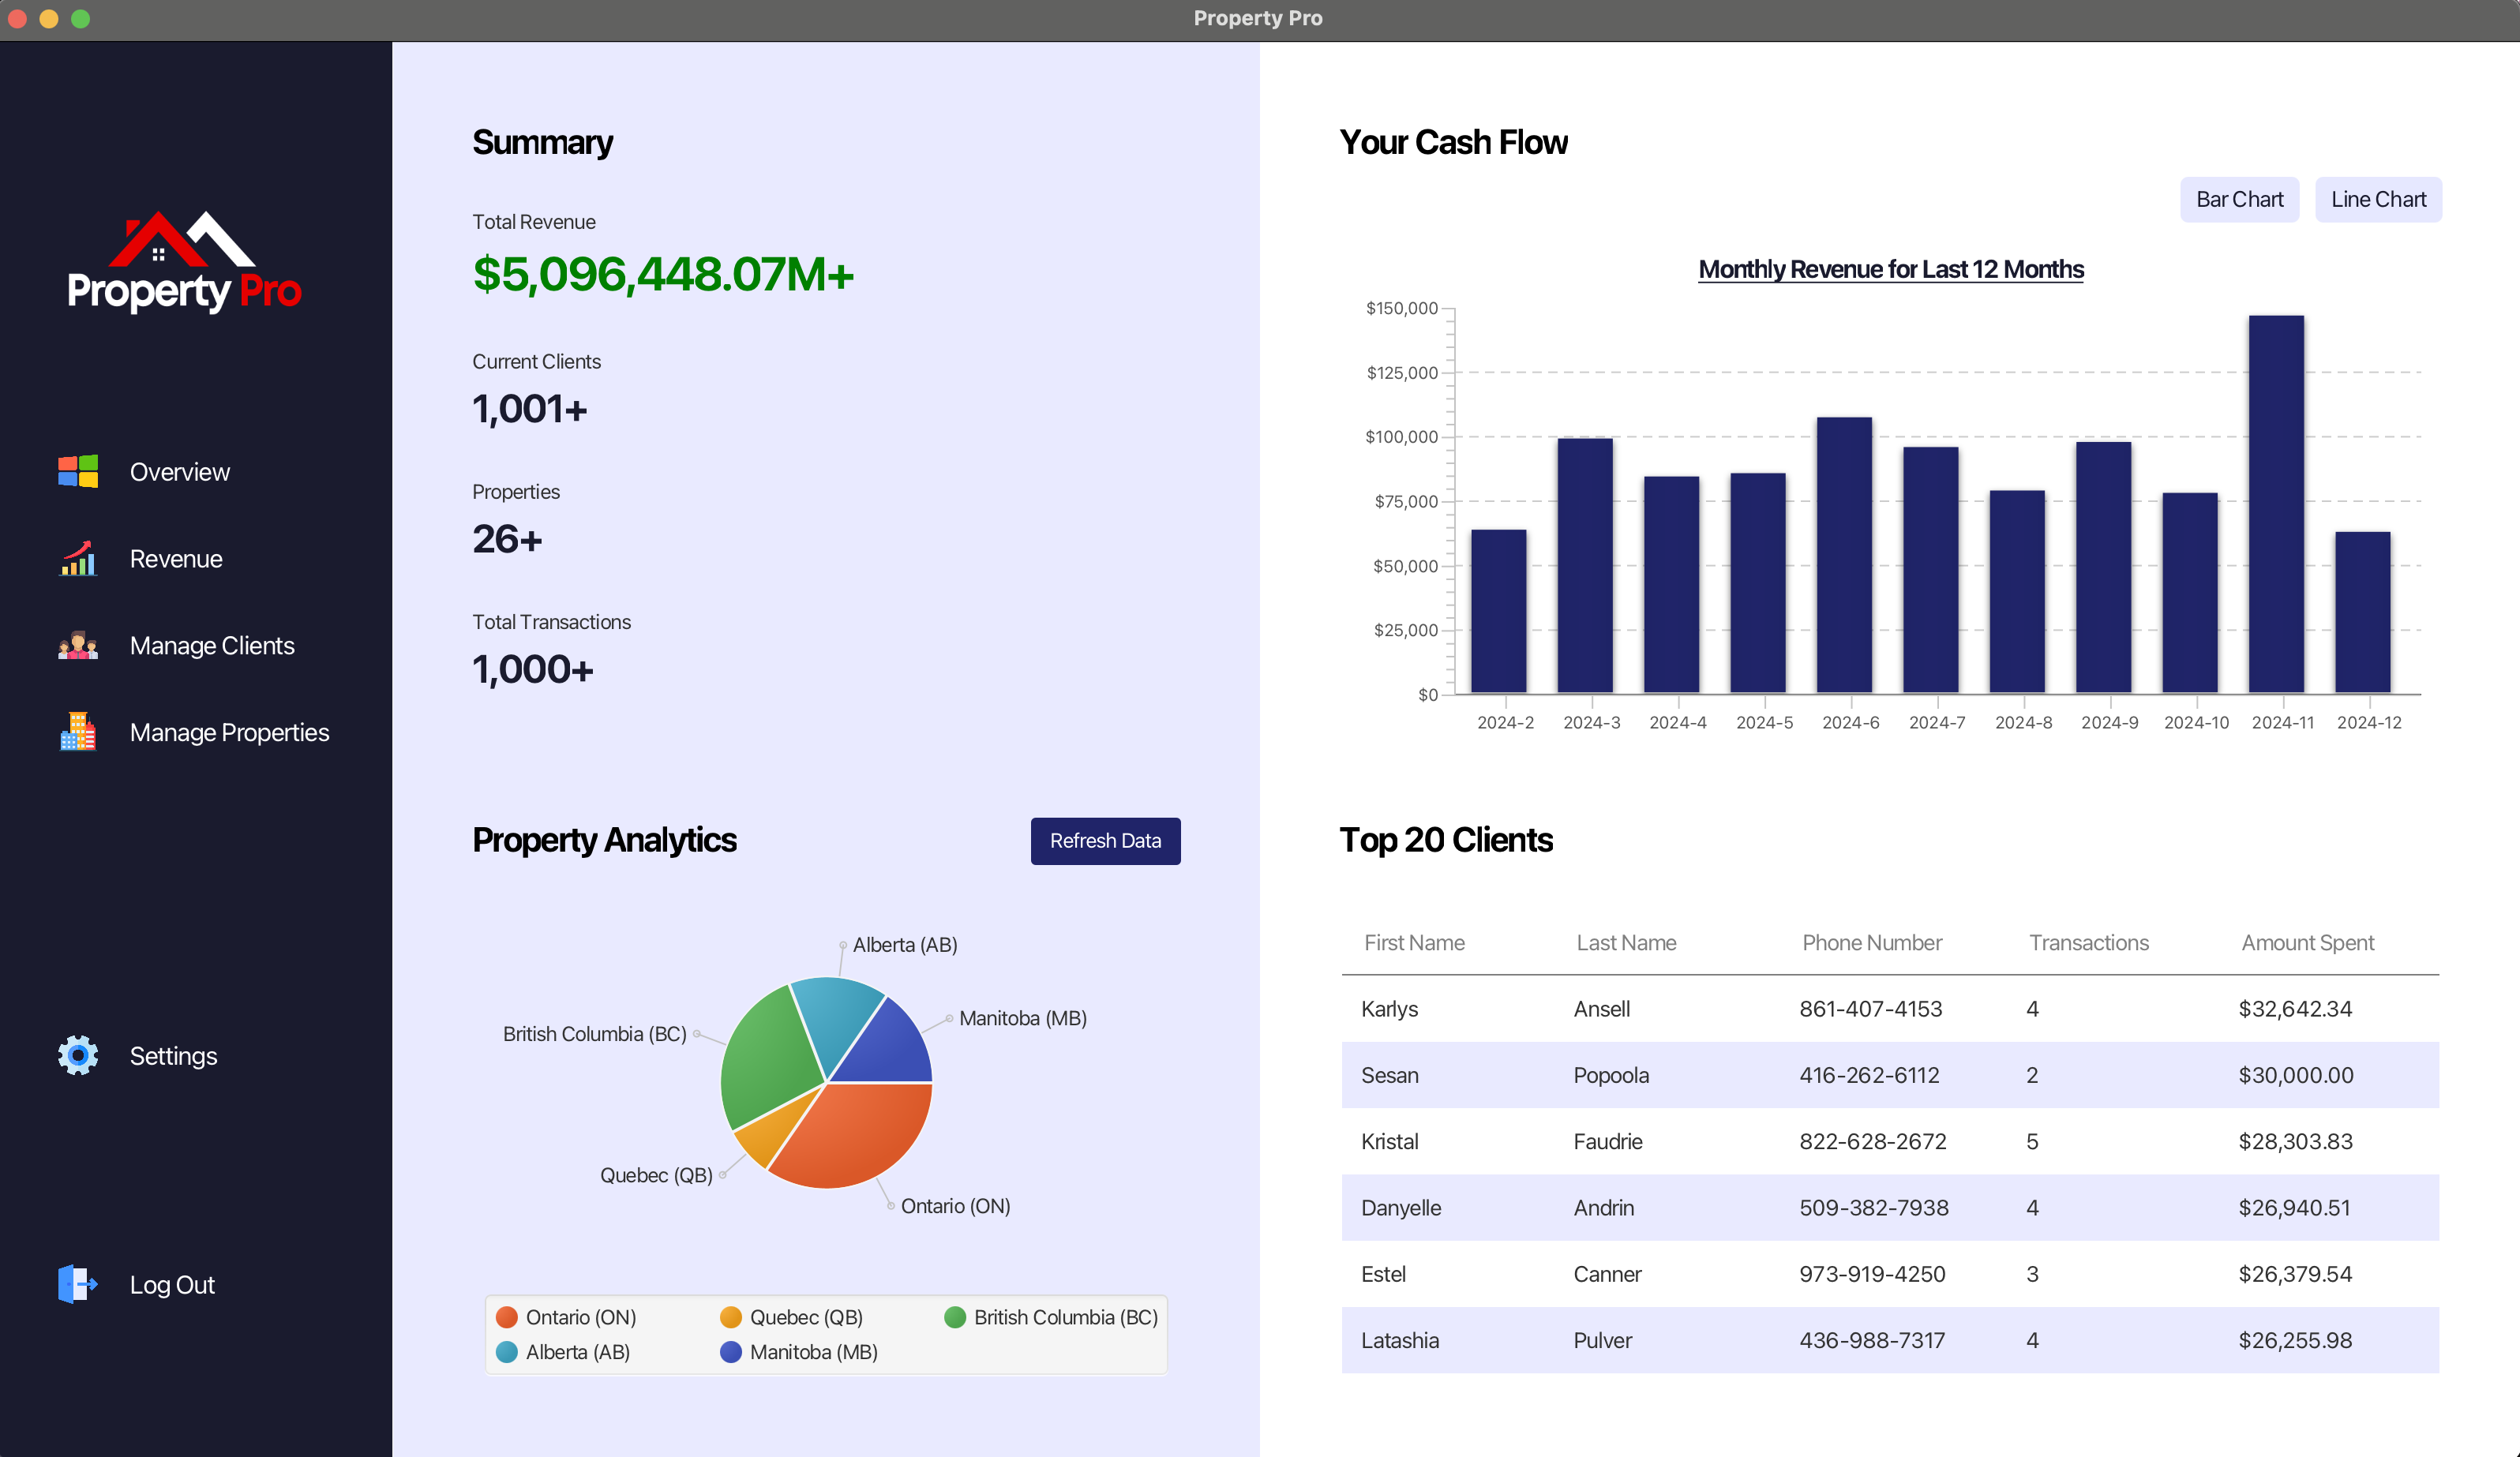 Property Pro
Property Pro
Overview
Revenue
Manage Clients
Manage Properties
Settings
Log Out
Summary
Total Revenue
$5,096,448.07M+
Current Clients
1,001+
Properties
26+
Total Transactions
1,000+
Property Analytics
Refresh Data
Alberta (AB)
Manitoba (MB)
British Columbia (BC)
Quebec (QB)
Ontario (ON)
Ontario (ON) Quebec (QB) British Columbia (BC)
Alberta (AB) Manitoba (MB)
Your Cash Flow
Bar Chart Line Chart
Monthly Revenue for Last 12 Months
$150,000
$125,000
$100,000
$75,000
$50,000
$25,000
$0
2024-2 2024-3 2024-4 2024-5 2024-6 2024-7 2024-8 2024-9 2024-10 2024-11 2024-12
Top 20 Clients
First Name Last Name Phone Number Transactions Amount Spent
Karlys Ansell 861-407-4153 4 $32,642.34
Sesan Popoola 416-262-6112 2 $30,000.00
Kristal Faudrie 822-628-2672 5 $28,303.83
Danyelle Andrin 509-382-7938 4 $26,940.51
Estel Canner 973-919-4250 3 $26,379.54
Latashia Pulver 436-988-7317 4 $26,255.98